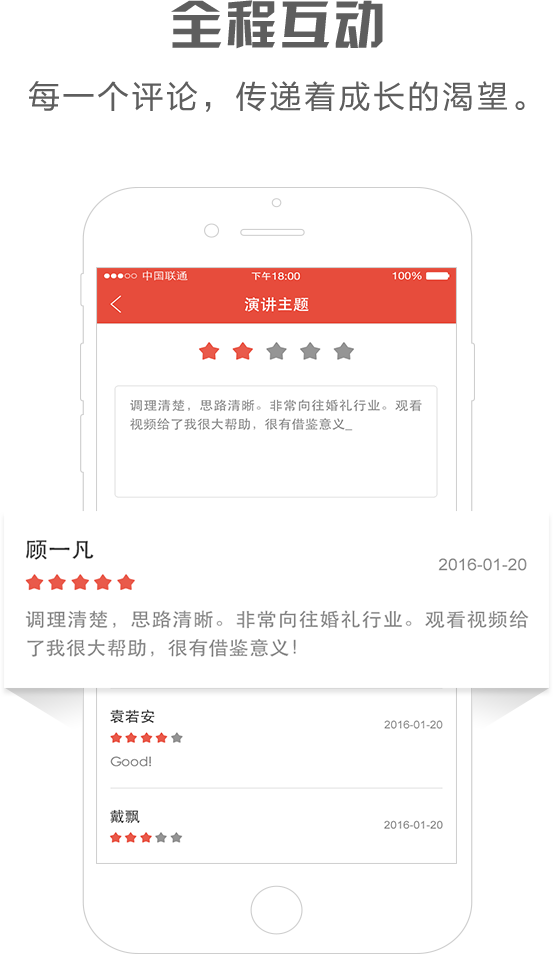 全程互动
每一个评论，传递着成长的渴望。
中国联通 下午18:00 100%
演讲主题
调理清楚，思路清晰。非常向往婚礼行业。观看
视频给了我很大帮助，很有借鉴意义_
顾一凡
2016-01-20
调理清楚，思路清晰。非常向往婚礼行业。观看视频给
了我很大帮助，很有借鉴意义！
袁若安
2016-01-20
Good!
戴飘
2016-01-20